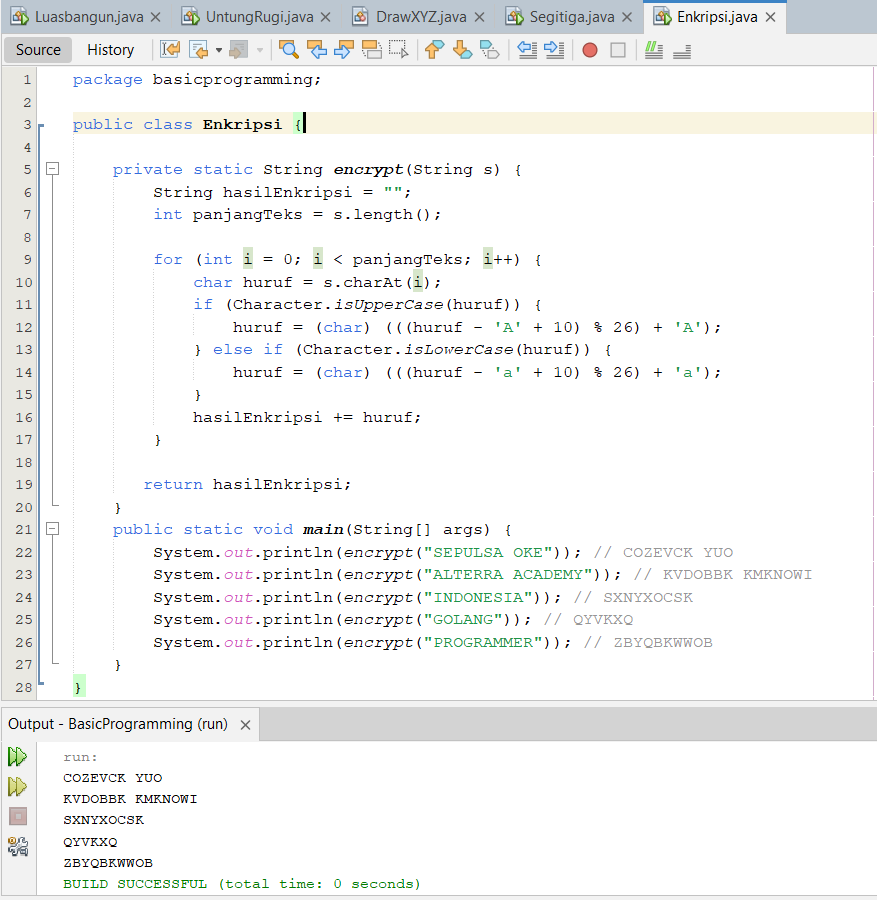 Luasbangun.java × UntungRugi.java × DrawXYZ.java × Segitiga.java × Enkripsi.java ×
Source History
1 package basicprogramming;
2
3 public class Enkripsi {
4
5 private static String encrypt(String s) {
6 String hasilEnkripsi = "";
7 int panjangTeks = s.length();
8
9 for (int i = 0; i < panjangTeks; i++) {
10 char huruf = s.charAt(i);
11 if (Character.isUpperCase(huruf)) {
12 huruf = (char) (((huruf - 'A' + 10) % 26) + 'A');
13 } else if (Character.isLowerCase(huruf)) {
14 huruf = (char) (((huruf - 'a' + 10) % 26) + 'a');
15 }
16 hasilEnkripsi += huruf;
17 }
18
19 return hasilEnkripsi;
20 }
21 public static void main(String[] args) {
22 System.out.println(encrypt("SEPULSA OKE")); // COZEVCK YUO
23 System.out.println(encrypt("ALTERRA ACADEMY")); // KVDOBBK KMKNOWI
24 System.out.println(encrypt("INDONESIA")); // SXNYXOCSK
25 System.out.println(encrypt("GOLANG")); // QYVKXQ
26 System.out.println(encrypt("PROGRAMMER")); // ZBYQBKWWOB
27 }
28 }
Output - BasicProgramming (run) ×
run:
COZEVCK YUO
KVDOBBK KMKNOWI
SXNYXOCSK
QYVKXQ
ZBYQBKWWOB
BUILD SUCCESSFUL (total time: 0 seconds)